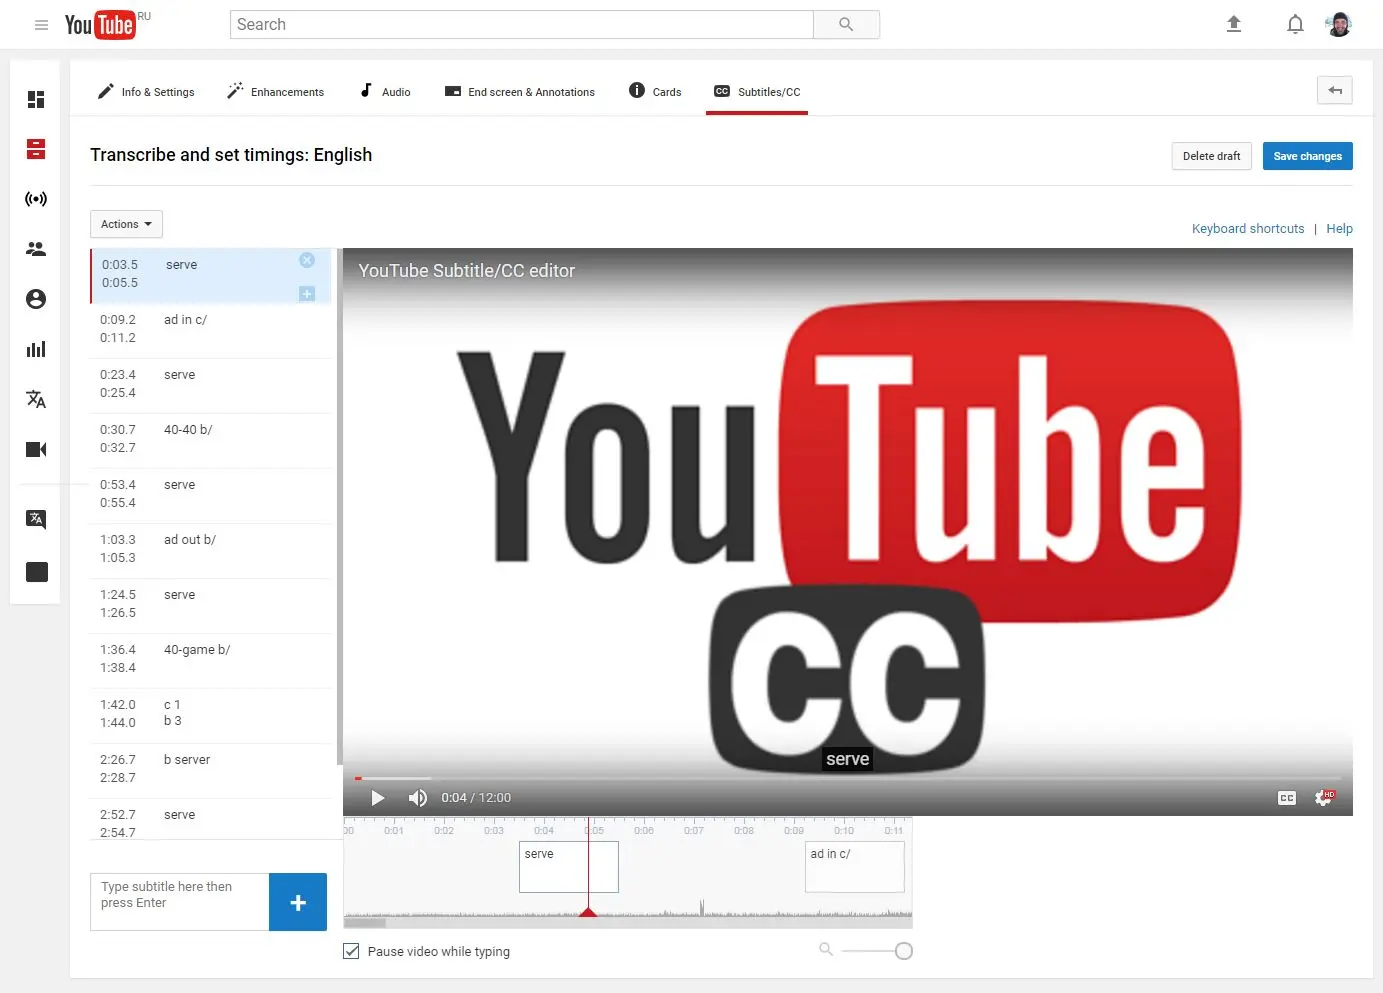 YouTube RU
Search
Info & Settings
Enhancements
Audio
End screen & Annotations
Cards
CC
Subtitles/CC
Transcribe and set timings: English
Delete draft
Save changes
Actions
Keyboard shortcuts | Help
0:03.5 serve
0:05.5
0:09.2 ad in c/
0:11.2
0:23.4 serve
0:25.4
0:30.7 40-40 b/
0:32.7
0:53.4 serve
0:55.4
1:03.3 ad out b/
1:05.3
1:24.5 serve
1:26.5
1:36.4 40-game b/
1:38.4
1:42.0 c 1
1:44.0 b 3
2:26.7 b server
2:28.7
2:52.7 serve
2:54.7
Type subtitle here then
press Enter
+
YouTube Subtitle/CC editor
YouTube
CC
serve
0:04 / 12:00
CC
HD
00 0:01 0:02 0:03 0:04 0:05 0:06 0:07 0:08 0:09 0:10 0:11
serve
ad in c/
Pause video while typing